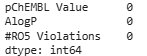 pChEMBL Value      0
AlogP              0
#RO5 Violations    0
dtype: int64